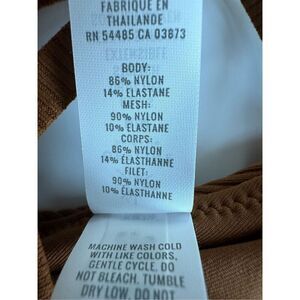 FABRIQUÉ EN
THAILANDE
RN 54485 CA 03873
BODY:
86% NYLON
14% ELASTANE
MESH:
90% NYLON
10% ELASTANE
CORPS:
86% NYLON
14% ÉLASTHANNE
FILET:
90% NYLON
10% ÉLASTHANNE
MACHINE WASH COLD
WITH LIKE COLORS,
GENTLE CYCLE. DO
NOT BLEACH. TUMBLE
DRY LOW. DO NOT